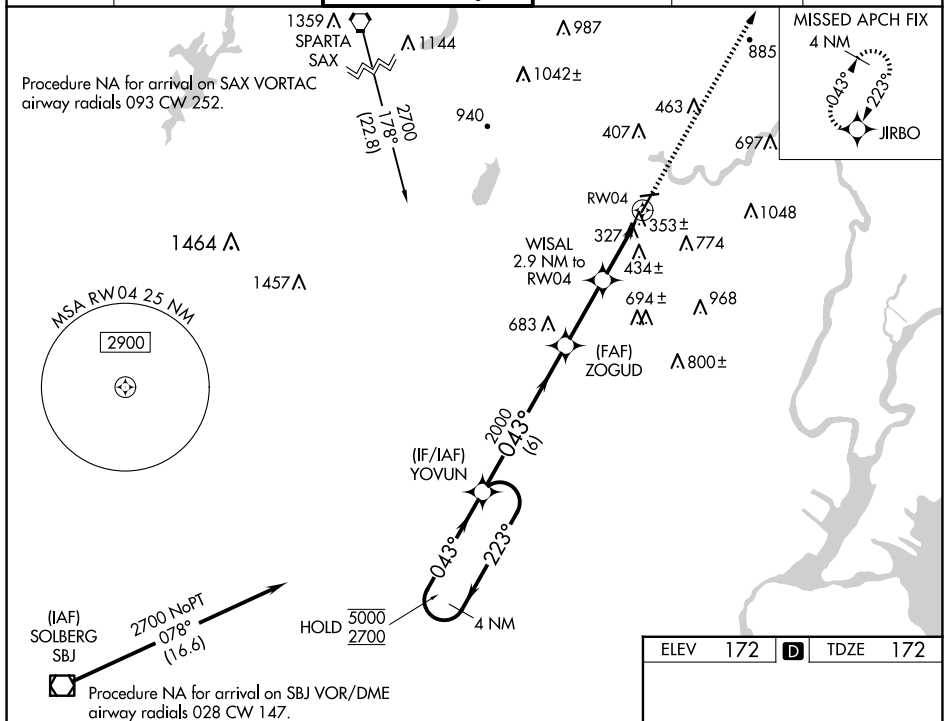 1359
SPARTA
SAX
1144
987
885
MISSED APCH FIX
4 NM
043°
223°
JIRBO
Procedure NA for arrival on SAX VORTAC
airway radials 093 CW 252.
2700
178°
(22.8)
1042±
940
463
407
697
RW04
353±
327
1048
774
434±
WISAL
2.9 NM to
RW04
1464
1457
694±
968
683
(FAF)
ZOGUD
800±
MSA RW04 25 NM
2900
2000
043°
(6)
(IF/IAF)
YOVUN
043°
223°
HOLD 5000
2700
4 NM
(IAF)
SOLBERG
SBJ
2700 NoPT
078°
(16.6)
Procedure NA for arrival on SBJ VOR/DME
airway radials 028 CW 147.
ELEV 172 D TDZE 172